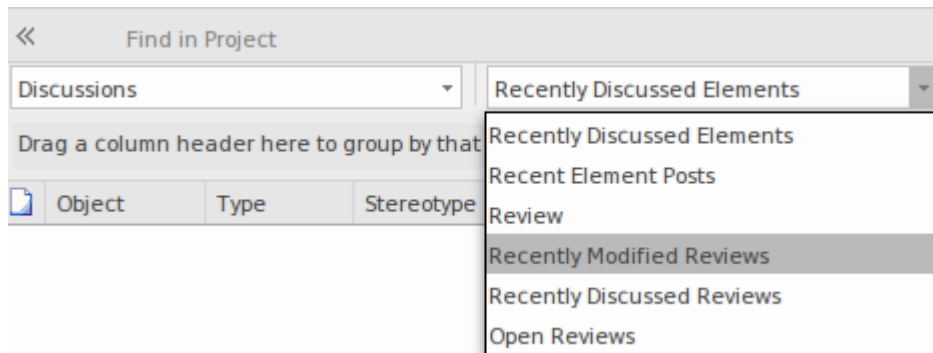 Find in Project
Discussions
Recently Discussed Elements
Drag a column header here to group by that
Object Type Stereotype
Recently Discussed Elements
Recent Element Posts
Review
Recently Modified Reviews
Recently Discussed Reviews
Open Reviews